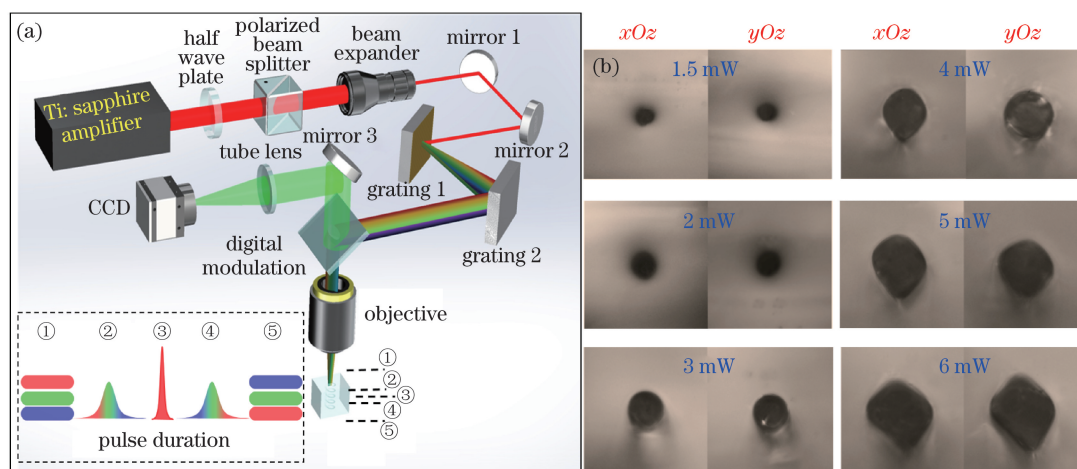 (a)
half
wave
plate
polarized
beam
splitter
beam
expander
mirror 1
Ti: sapphire
amplifier
mirror 3
mirror 2
tube lens
grating 1
CCD
digital
modulation
grating 2
objective
① ② ③ ④ ⑤
pulse duration
①
②
③
④
⑤
xOz yOz xOz yOz
(b)
1.5 mW 4 mW
2 mW 5 mW
3 mW 6 mW